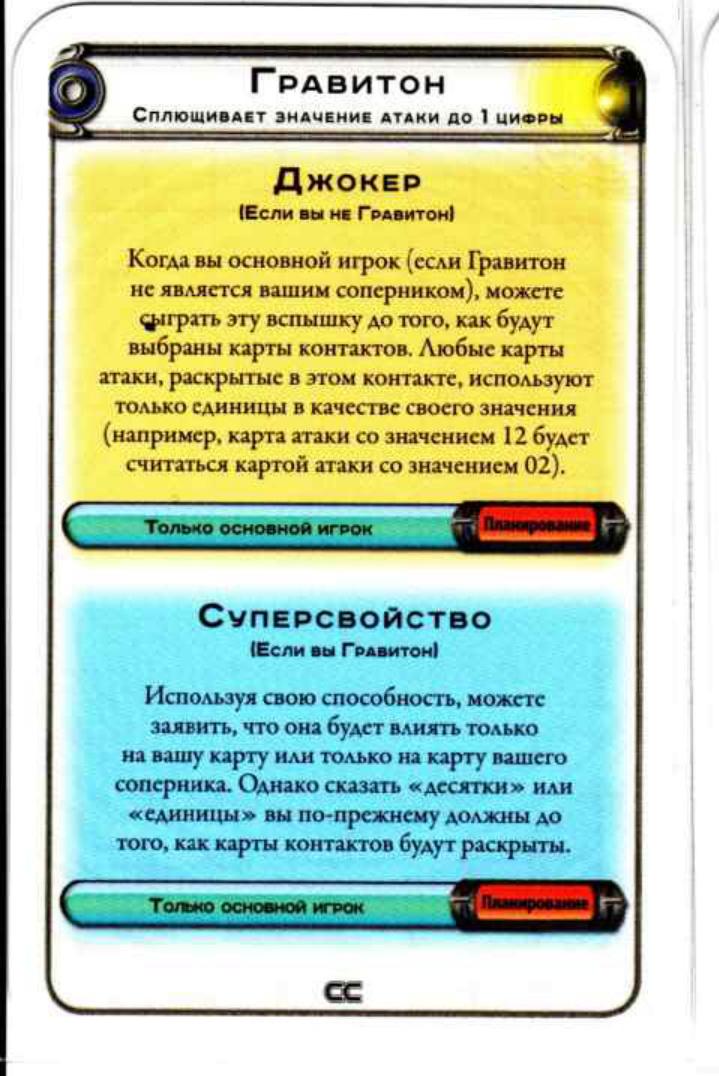 Гравитон
Сплющивает значение атаки до 1 цифры
Джокер
(Если вы не Гравитон)
Когда вы основной игрок (если Гравитон
не является вашим соперником), можете
сыграть эту вспышку до того, как будут
выбраны карты контактов. Любые карты
атаки, раскрытые в этом контакте, используют
только единицы в качестве своего значения
(например, карта атаки со значением 12 будет
считаться картой атаки со значением 02).
Только основной игрок
Планирование
Суперсвойство
(Если вы Гравитон)
Используя свою способность, можете
заявить, что она будет влиять только
на вашу карту или только на карту вашего
соперника. Однако сказать «десятки» или
«единицы» вы по-прежнему должны до
того, как карты контактов будут раскрыты.
Только основной игрок
Планирование
CC